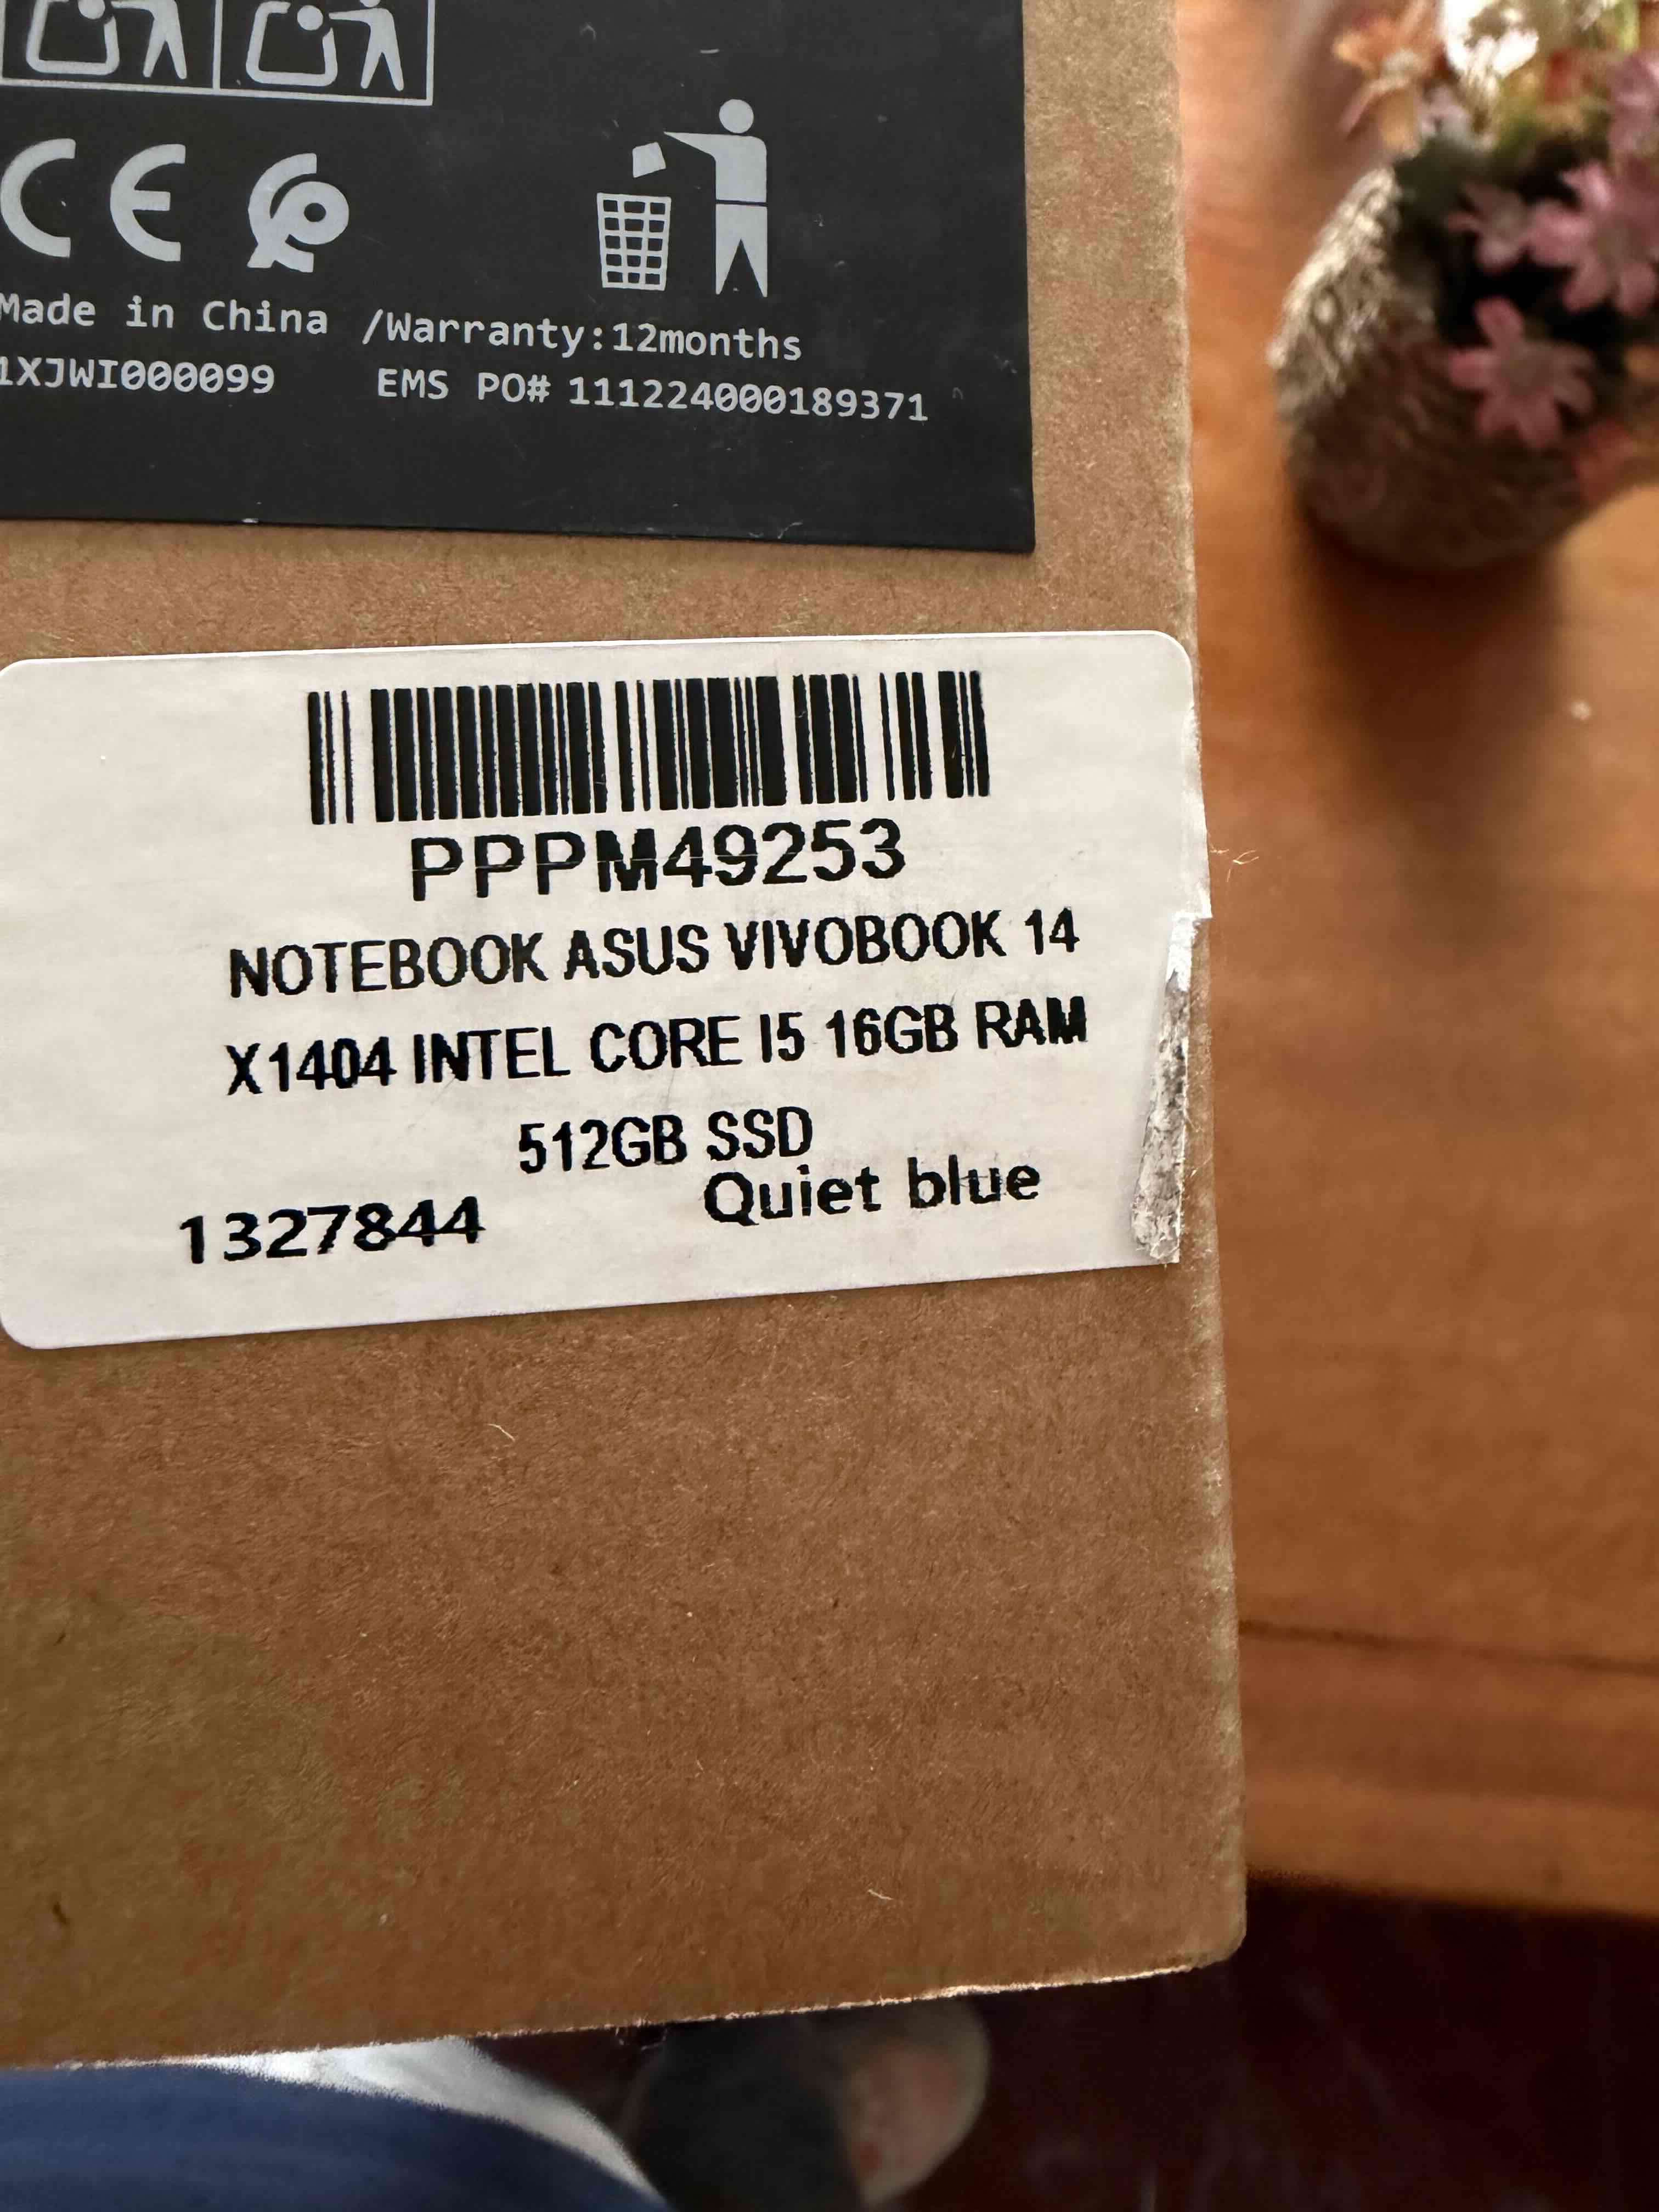 CE
Made in China /Warranty:12months
1XJWI000099 EMS PO# 111224000189371
PPPM49253
NOTEBOOK ASUS VIVOBOOK 14
X1404 INTEL CORE I5 16GB RAM
512GB SSD
Quiet blue
1327844